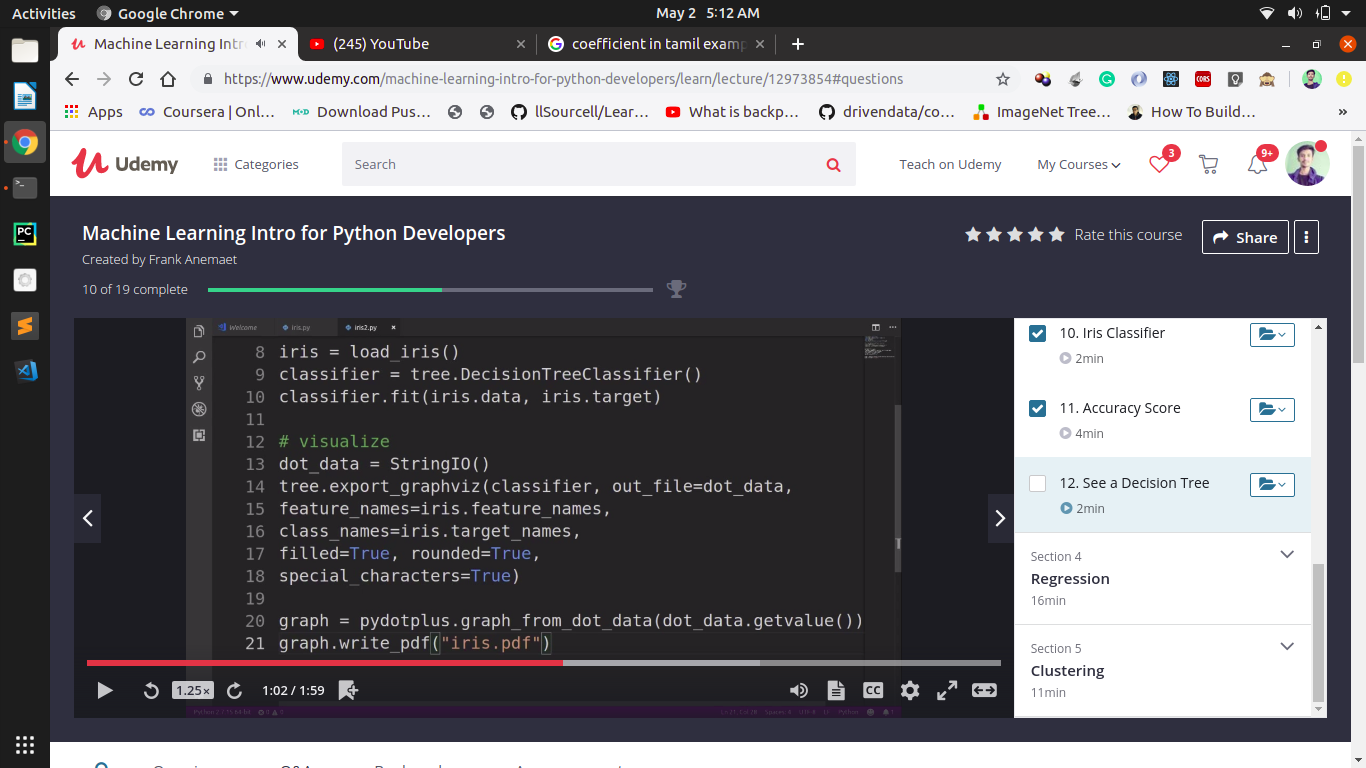 Activities Google Chrome May 2 5:12 AM
Machine Learning Intr (245) YouTube coefficient in tamil examp
https://www.udemy.com/machine-learning-intro-for-python-developers/learn/lecture/12973854#questions
Apps Coursera | Onl... Download Pus... llSourcell/Lear... What is backp... drivendata/co... ImageNet Tree... How To Build... »
Udemy Categories Search Teach on Udemy My Courses 3 9+
Machine Learning Intro for Python Developers
Rate this course Share
Created by Frank Anemaet
10 of 19 complete
Welcome iris.py iris2.py
8 iris = load_iris()
9 classifier = tree.DecisionTreeClassifier()
10 classifier.fit(iris.data, iris.target)
11
12 # visualize
13 dot_data = StringIO()
14 tree.export_graphviz(classifier, out_file=dot_data,
15 feature_names=iris.feature_names,
16 class_names=iris.target_names,
17 filled=True, rounded=True,
18 special_characters=True)
19
20 graph = pydotplus.graph_from_dot_data(dot_data.getvalue())
21 graph.write_pdf("iris.pdf")
1.25× 1:02 / 1:59 CC
10. Iris Classifier
2min
11. Accuracy Score
4min
12. See a Decision Tree
2min
Section 4
Regression
16min
Section 5
Clustering
11min